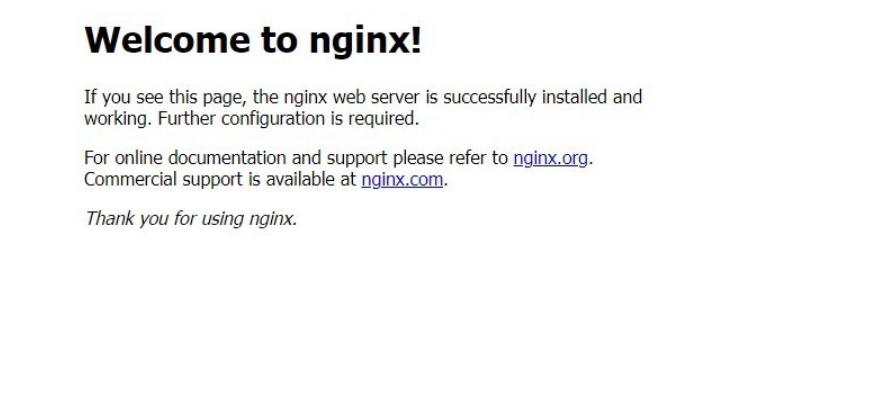 Welcome to nginx!
If you see this page, the nginx web server is successfully installed and
working. Further configuration is required.
For online documentation and support please refer to nginx.org.
Commercial support is available at nginx.com.
Thank you for using nginx.